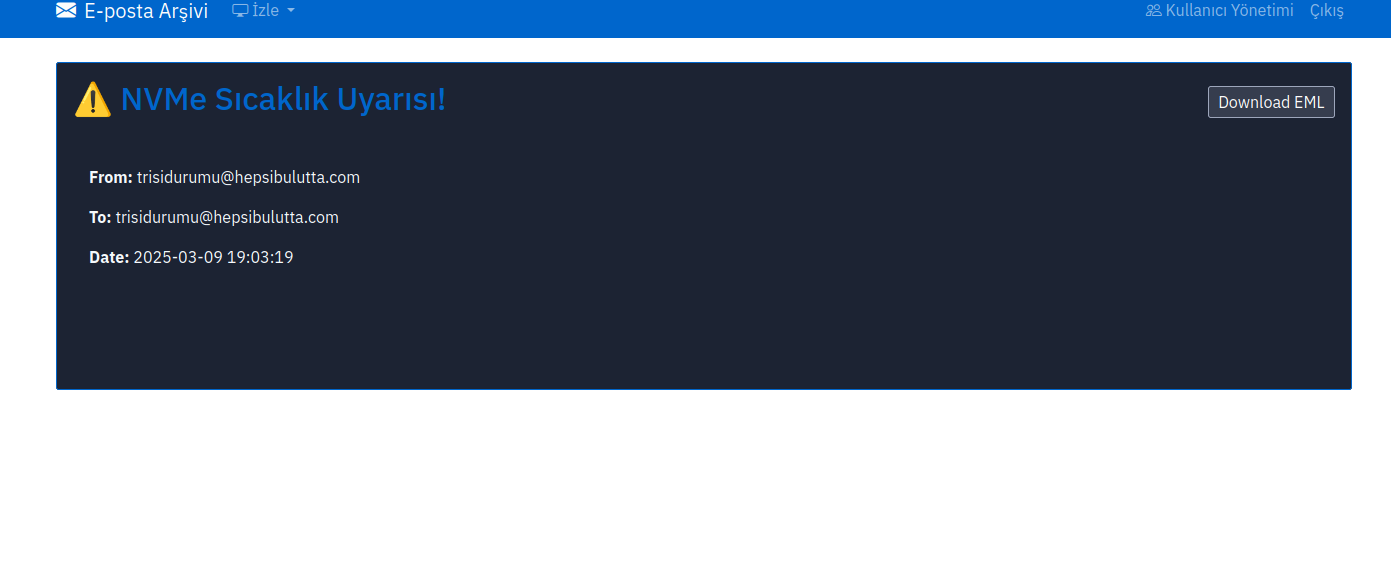 E-posta Arşivi İzle Kullanıcı Yönetimi Çıkış
⚠️ NVMe Sıcaklık Uyarısı! Download EML
From: trisidurumu@hepsibulutta.com
To: trisidurumu@hepsibulutta.com
Date: 2025-03-09 19:03:19